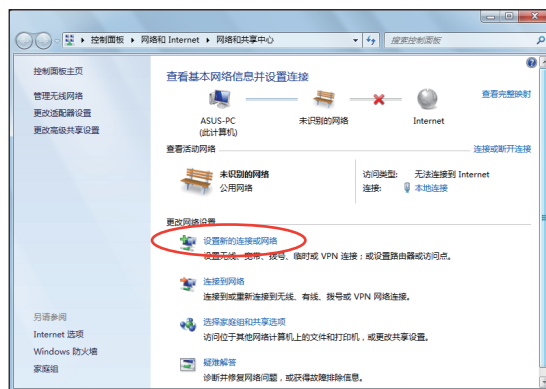 控制面板 ▸ 网络和 Internet ▸ 网络和共享中心
搜索控制面板
控制面板主页
管理无线网络
更改适配器设置
更改高级共享设置
查看基本网络信息并设置连接
查看完整映射
ASUS-PC
(此计算机)
未识别的网络
Internet
查看活动网络
连接或断开连接
未识别的网络
公用网络
访问类型: 无法连接到 Internet
连接: 本地连接
更改网络设置
设置新的连接或网络
设置无线、宽带、拨号、临时或 VPN 连接；或设置路由器或访问点。
连接到网络
连接到或重新连接到无线、有线、拨号或 VPN 网络连接。
选择家庭组和共享选项
访问位于其他网络计算机上的文件和打印机，或更改共享设置。
疑难解答
诊断并修复网络问题，或获得故障排除信息。
另请参阅
Internet 选项
Windows 防火墙
家庭组